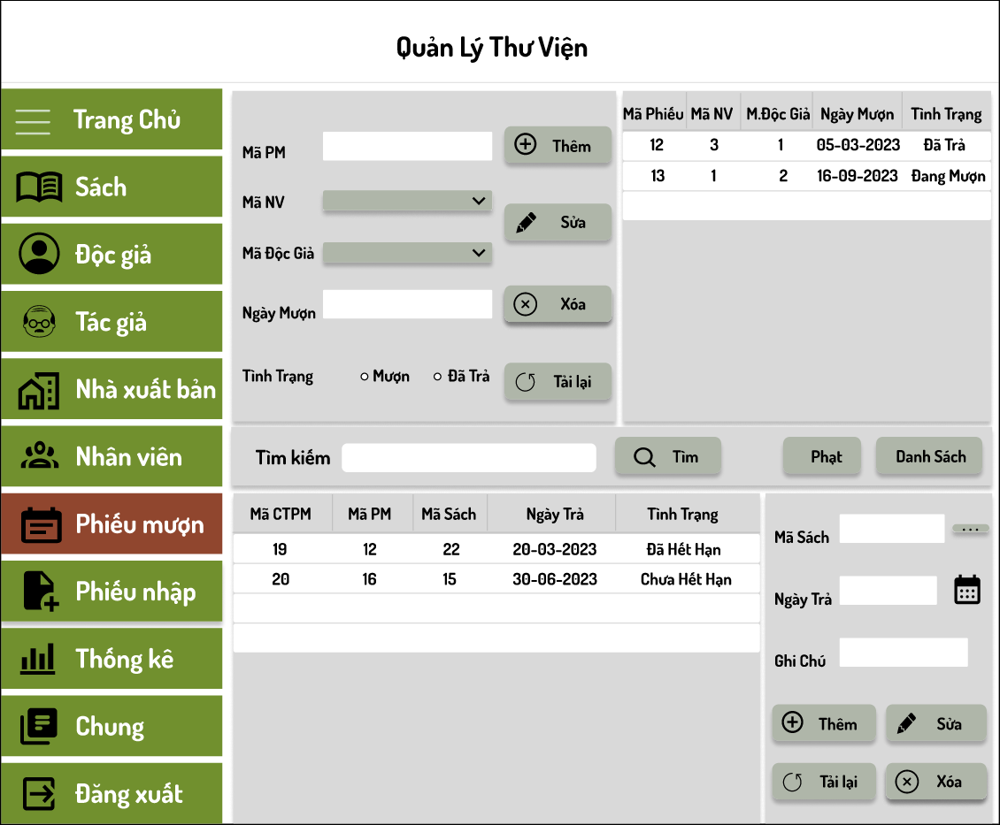 Quản Lý Thư Viện
Trang Chủ
Sách
Độc giả
Tác giả
Nhà xuất bản
Nhân viên
Phiếu mượn
Phiếu nhập
Thống kê
Chung
Đăng xuất
Mã PM
Thêm
Mã NV
Sửa
Mã Độc Giả
Ngày Mượn
Xóa
Tình Trạng Mượn Đã Trả
Tải lại
Mã Phiếu Mã NV M.Độc Giả Ngày Mượn Tình Trạng
12 3 1 05-03-2023 Đã Trả
13 1 2 16-09-2023 Đang Mượn
Tìm kiếm Tìm Phạt Danh Sách
Mã CTPM Mã PM Mã Sách Ngày Trả Tình Trạng
19 12 22 20-03-2023 Đã Hết Hạn
20 16 15 30-06-2023 Chưa Hết Hạn
Mã Sách ...
Ngày Trả
Ghi Chú
Thêm Sửa
Tải lại Xóa